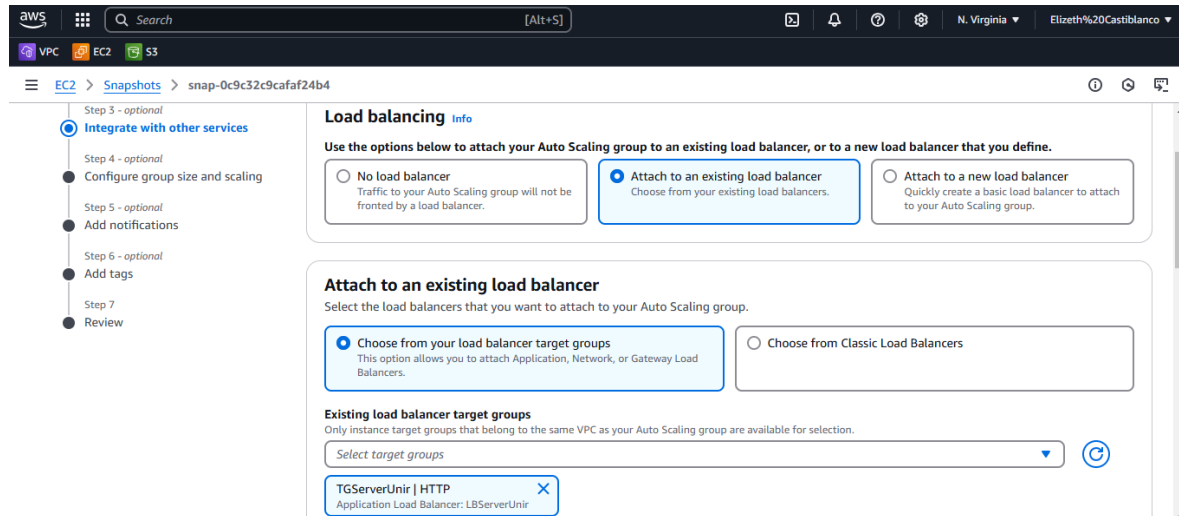 aws
Search
[Alt+S]
N. Virginia
Elizeth%20Castiblanco
VPC
EC2
S3
EC2 > Snapshots > snap-0c9c32c9cafaf24b4
Step 3 - optional
Integrate with other services
Step 4 - optional
Configure group size and scaling
Step 5 - optional
Add notifications
Step 6 - optional
Add tags
Step 7
Review
Load balancing Info
Use the options below to attach your Auto Scaling group to an existing load balancer, or to a new load balancer that you define.
No load balancer
Traffic to your Auto Scaling group will not be
fronted by a load balancer.
Attach to an existing load balancer
Choose from your existing load balancers.
Attach to a new load balancer
Quickly create a basic load balancer to attach
to your Auto Scaling group.
Attach to an existing load balancer
Select the load balancers that you want to attach to your Auto Scaling group.
Choose from your load balancer target groups
This option allows you to attach Application, Network, or Gateway Load
Balancers.
Choose from Classic Load Balancers
Existing load balancer target groups
Only instance target groups that belong to the same VPC as your Auto Scaling group are available for selection.
Select target groups
TGServerUnir | HTTP
Application Load Balancer: LBServerUnir